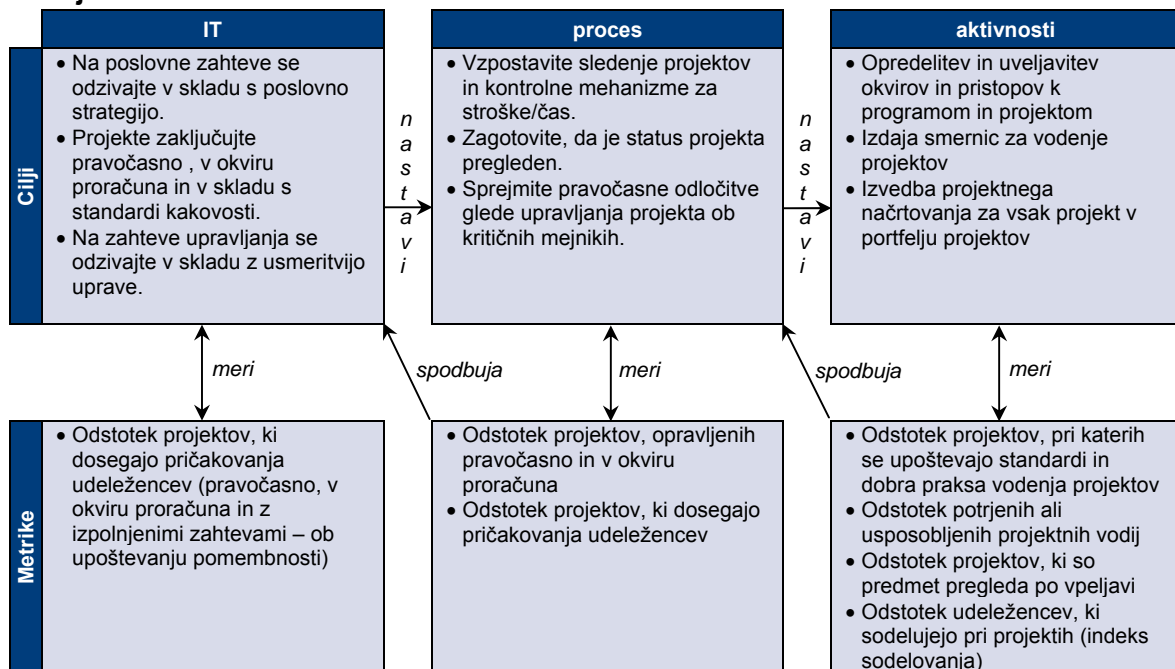 IT
proces
aktivnosti
Cilji
• Na poslovne zahteve se
odzivajte v skladu s poslovno
strategijo.
• Projekte zaključujte
pravočasno , v okviru
proračuna in v skladu s
standardi kakovosti.
• Na zahteve upravljanja se
odzivajte v skladu z usmeritvijo
uprave.
nastavi
• Vzpostavite sledenje projektov
in kontrolne mehanizme za
stroške/čas.
• Zagotovite, da je status projekta
pregleden.
• Sprejmite pravočasne odločitve
glede upravljanja projekta ob
kritičnih mejnikih.
nastavi
• Opredelitev in uveljavitev
okvirov in pristopov k
programom in projektom
• Izdaja smernic za vodenje
projektov
• Izvedba projektnega
načrtovanja za vsak projekt v
portfelju projektov
meri
spodbuja
meri
spodbuja
meri
Metrike
• Odstotek projektov, ki
dosegajo pričakovanja
udeležencev (pravočasno, v
okviru proračuna in z
izpolnjenimi zahtevami – ob
upoštevanju pomembnosti)
• Odstotek projektov, opravljenih
pravočasno in v okviru
proračuna
• Odstotek projektov, ki dosegajo
pričakovanja udeležencev
• Odstotek projektov, pri katerih
se upoštevajo standardi in
dobra praksa vodenja projektov
• Odstotek potrjenih ali
usposobljenih projektnih vodij
• Odstotek projektov, ki so
predmet pregleda po vpeljavi
• Odstotek udeležencev, ki
sodelujejo pri projektih (indeks
sodelovanja)